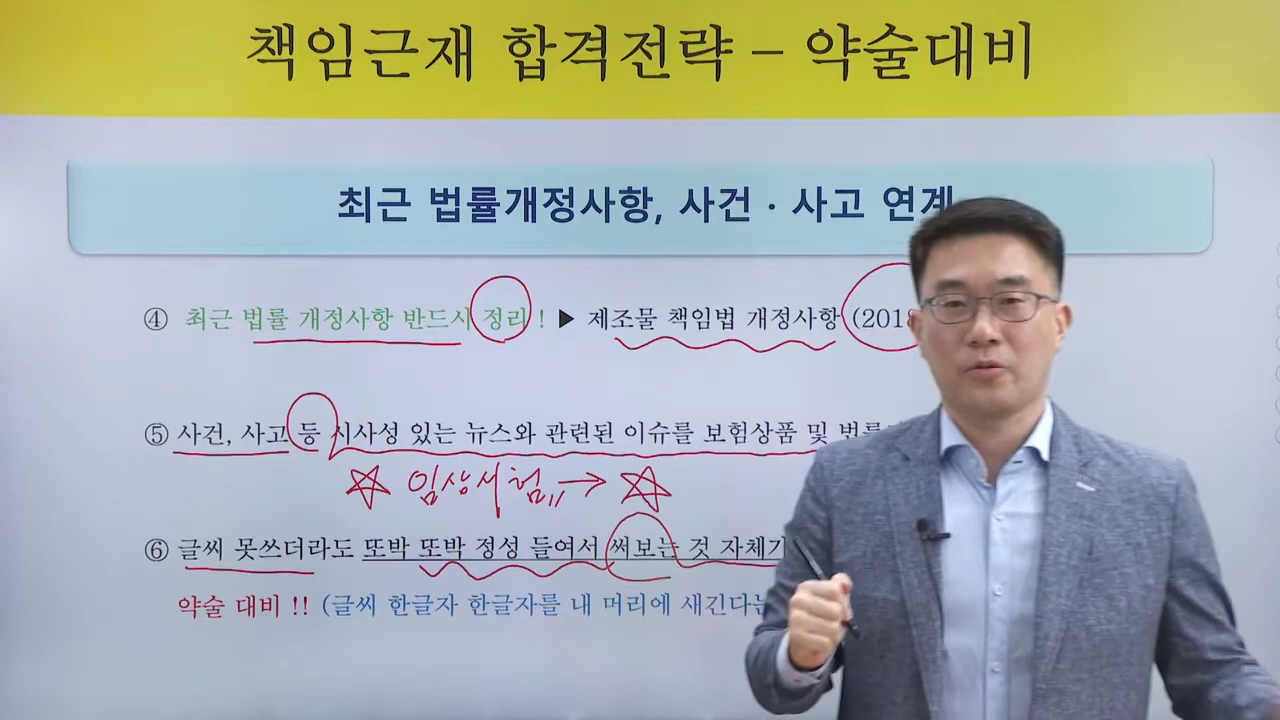 책임근재 합격전략 – 약술대비
최근 법률개정사항, 사건 · 사고 연계
④ 최근 법률 개정사항 반드시 정리 ! ▶ 제조물 책임법 개정사항 (2018
⑤ 사건, 사고 등 시사성 있는 뉴스와 관련된 이슈를 보험상품 및
☆ 임상시험 → ☆
⑥ 글씨 못쓰더라도 또박 또박 정성 들여서 써보는 것 자체가
약술 대비 !! (글씨 한글자 한글자를 내 머리에 새긴다는